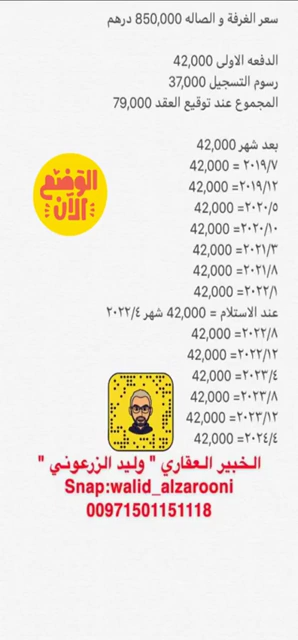 سعر الغرفة و الصاله 850,000 درهم
الدفعه الاولى 42,000
رسوم التسجيل 37,000
المجموع عند توقيع العقد 79,000
بعد شهر 42,000
٢٠١٩/٧ = 42,000
٢٠١٩/١٢= 42,000
٢٠٢٠/٥= 42,000
٢٠٢٠/١٠= 42,000
٢٠٢١/٣= 42,000
٢٠٢١/٨= 42,000
٢٠٢٢/١= 42,000
عند الاستلام = 42,000 شهر ٢٠٢٢/٤
٢٠٢٢/٨= 42,000
٢٠٢٢/١٢= 42,000
٢٠٢٣/٤= 42,000
٢٠٢٣/٨= 42,000
٢٠٢٣/١٢= 42,000
٢٠٢٤/٤= 42,000
الوضع
الآن
الخبير العقاري " وليد الزرعوني "
Snap:walid_alzarooni
00971501151118